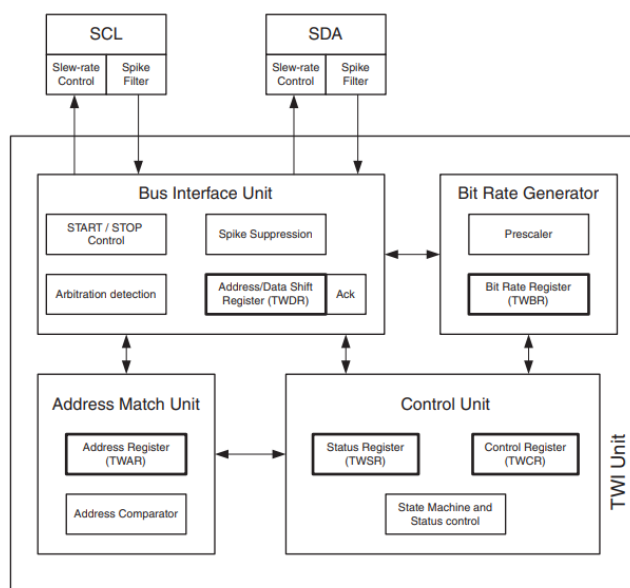 SCL
Slew-rate
Control
Spike
Filter
SDA
Slew-rate
Control
Spike
Filter
Bus Interface Unit
START / STOP
Control
Spike Suppression
Arbitration detection
Address/Data Shift
Register (TWDR)
Ack
Bit Rate Generator
Prescaler
Bit Rate Register
(TWBR)
Address Match Unit
Address Register
(TWAR)
Address Comparator
Control Unit
Status Register
(TWSR)
Control Register
(TWCR)
State Machine and
Status control
TWI Unit